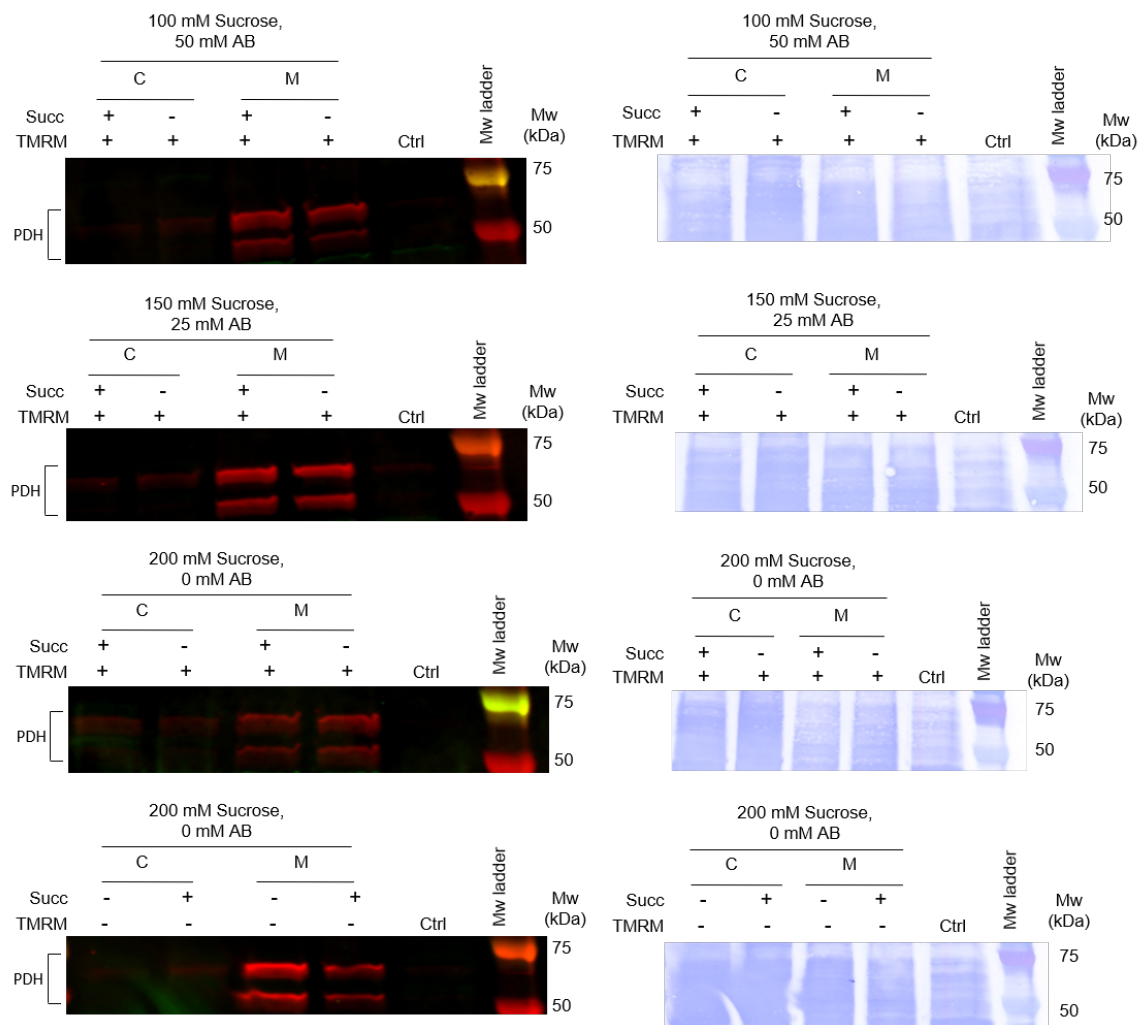 100 mM Sucrose,
50 mM AB
C M
Succ + - + -
TMRM + + + + Ctrl
Mw ladder
Mw
(kDa)
75
50
PDH
100 mM Sucrose,
50 mM AB
C M
Succ + - + -
TMRM + + + + Ctrl
Mw ladder
Mw
(kDa)
75
50
150 mM Sucrose,
25 mM AB
C M
Succ + - + -
TMRM + + + + Ctrl
Mw ladder
Mw
(kDa)
75
50
PDH
150 mM Sucrose,
25 mM AB
C M
Succ + - + -
TMRM + + + + Ctrl
Mw ladder
Mw
(kDa)
75
50
200 mM Sucrose,
0 mM AB
C M
Succ + - + -
TMRM + + + + Ctrl
Mw ladder
Mw
(kDa)
75
50
PDH
200 mM Sucrose,
0 mM AB
C M
Succ + - + -
TMRM + + + + Ctrl
Mw ladder
Mw
(kDa)
75
50
200 mM Sucrose,
0 mM AB
C M
Succ - + - +
TMRM - - - - Ctrl
Mw ladder
Mw
(kDa)
75
50
PDH
200 mM Sucrose,
0 mM AB
C M
Succ - + - +
TMRM - - - - Ctrl
Mw ladder
Mw
(kDa)
75
50